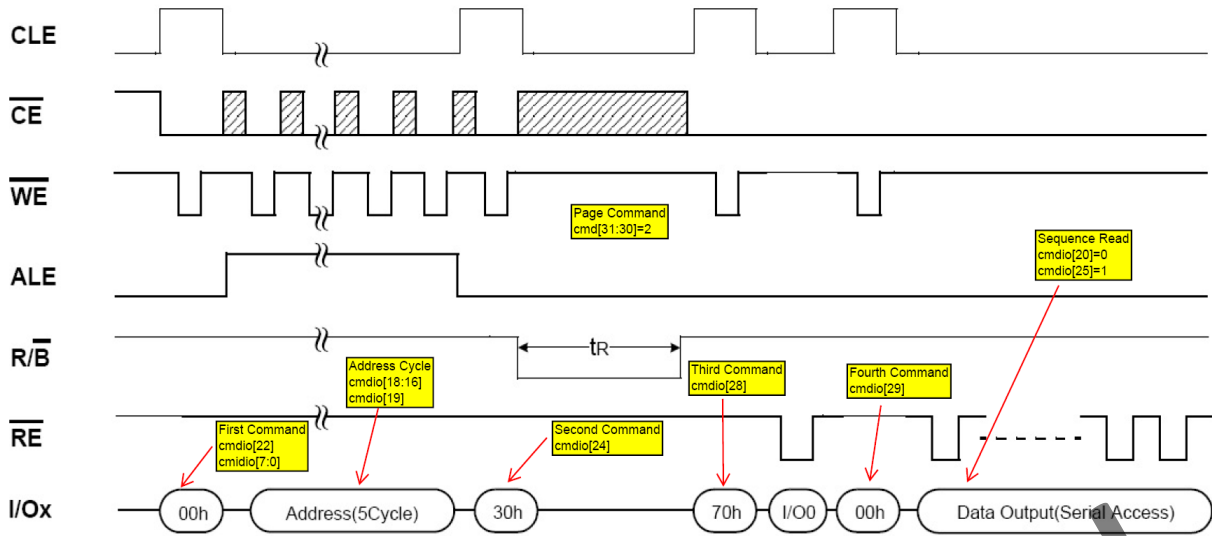 CLE
CE
WE
Page Command
cmd[31:30]=2
Sequence Read
cmdio[20]=0
cmdio[25]=1
ALE
R/B
tR
Address Cycle
cmdio[18:16]
cmdio[19]
Third Command
cmdio[28]
Fourth Command
cmdio[29]
RE
First Command
cmdio[22]
cmidio[7:0]
Second Command
cmdio[24]
I/Ox
00h
Address(5Cycle)
30h
70h
I/O0
00h
Data Output(Serial Access)